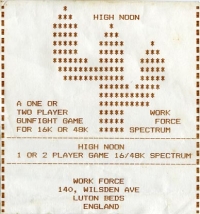 HIGH NOON
A ONE OR
TWO PLAYER
GUNFIGHT GAME
FOR 16K OR 48K
WORK
FORCE
SPECTRUM
HIGH NOON
1 OR 2 PLAYER GAME 16/48K SPECTRUM
WORK FORCE
140, WILSDEN AVE
LUTON BEDS
ENGLAND